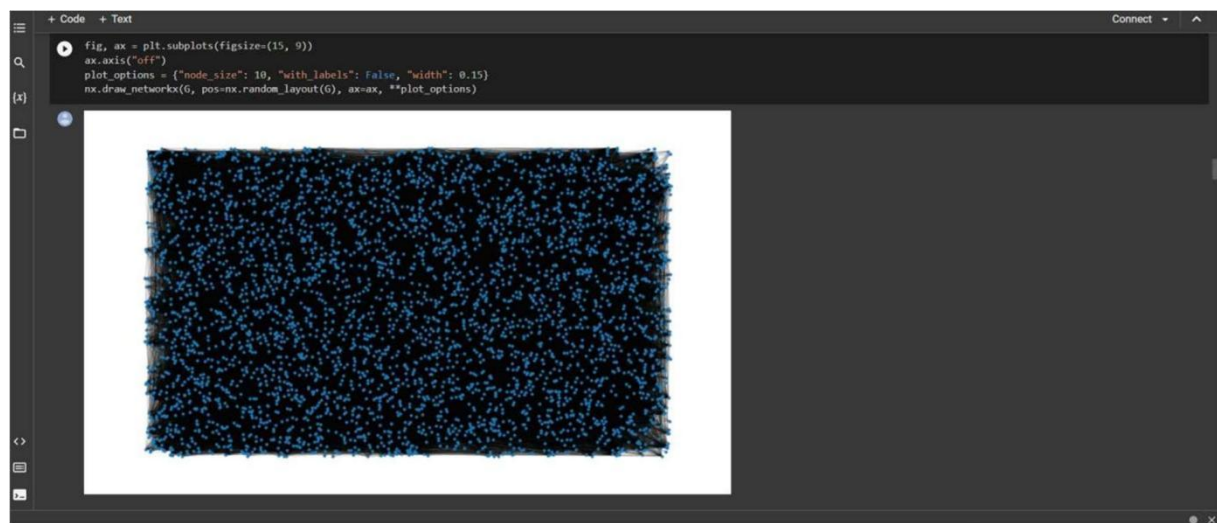 + Code + Text
Connect
fig, ax = plt.subplots(figsize=(15, 9))
ax.axis("off")
plot_options = {"node_size": 10, "with_labels": False, "width": 0.15}
nx.draw_networkx(G, pos=nx.random_layout(G), ax=ax, **plot_options)
{x}